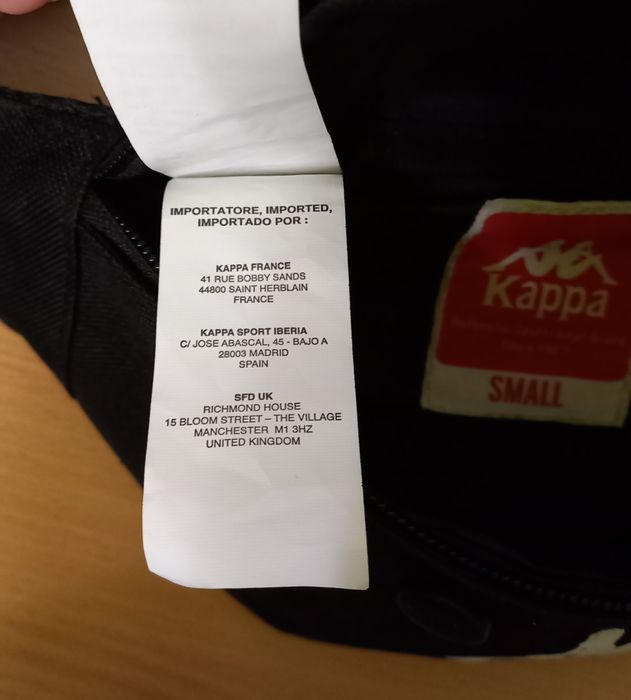 IMPORTATORE, IMPORTED,
IMPORTADO POR :
KAPPA FRANCE
41 RUE BOBBY SANDS
44800 SAINT HERBLAIN
FRANCE
KAPPA SPORT IBERIA
C/ JOSE ABASCAL, 45 - BAJO A
28003 MADRID
SPAIN
SFD UK
RICHMOND HOUSE
15 BLOOM STREET – THE VILLAGE
MANCHESTER M1 3HZ
UNITED KINGDOM
Kappa
SMALL